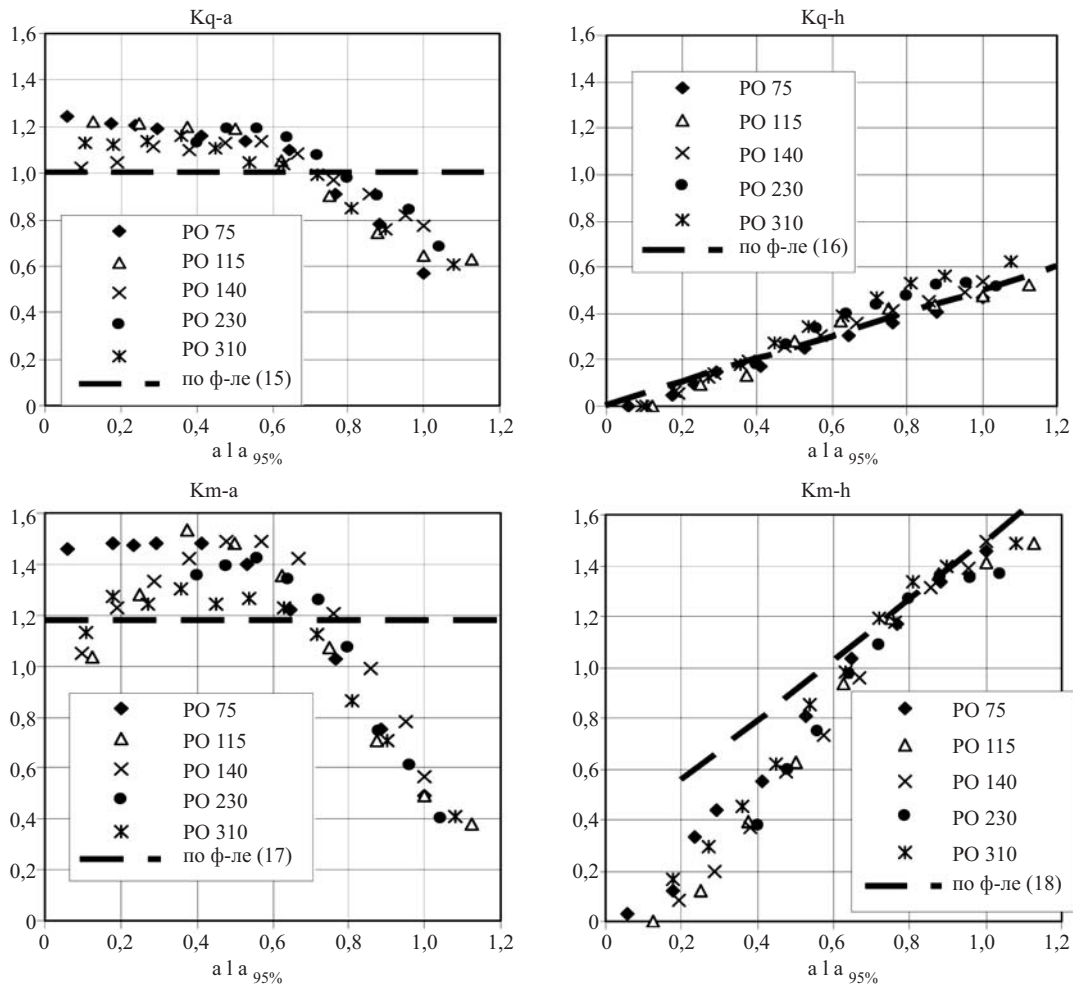 Kq-a
1,6
1,4
1,2
1,0
0,8
0,6
0,4
0,2
0
PO 75
PO 115
PO 140
PO 230
PO 310
по ф-ле (15)
0 0,2 0,4 0,6 0,8 1,0 1,2
a l a 95%
Kq-h
1,6
1,4
1,2
1,0
0,8
0,6
0,4
0,2
0
PO 75
PO 115
PO 140
PO 230
PO 310
по ф-ле (16)
0 0,2 0,4 0,6 0,8 1,0 1,2
a l a 95%
Km-a
1,6
1,4
1,2
1,0
0,8
0,6
0,4
0,2
0
PO 75
PO 115
PO 140
PO 230
PO 310
по ф-ле (17)
0 0,2 0,4 0,6 0,8 1,0 1,2
a l a 95%
Km-h
1,6
1,4
1,2
1,0
0,8
0,6
0,4
0,2
0
PO 75
PO 115
PO 140
PO 230
PO 310
по ф-ле (18)
0 0,2 0,4 0,6 0,8 1,0 1,2
a l a 95%